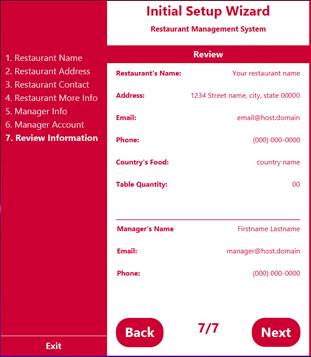 Initial Setup Wizard
Restaurant Management System
1. Restaurant Name
2. Restaurant Address
3. Restaurant Contact
4. Restaurant More Info
5. Manager Info
6. Manager Account
7. Review Information
Exit
Review
Restaurant's Name: Your restaurant name
Address: 1234 Street name, city, state 00000
Email: email@host.domain
Phone: (000) 000-0000
Country's Food: country name
Table Quantity: 00
Manager's Name Firstname Lastname
Email: manager@host.domain
Phone: (000) 000-0000
Back 7/7 Next